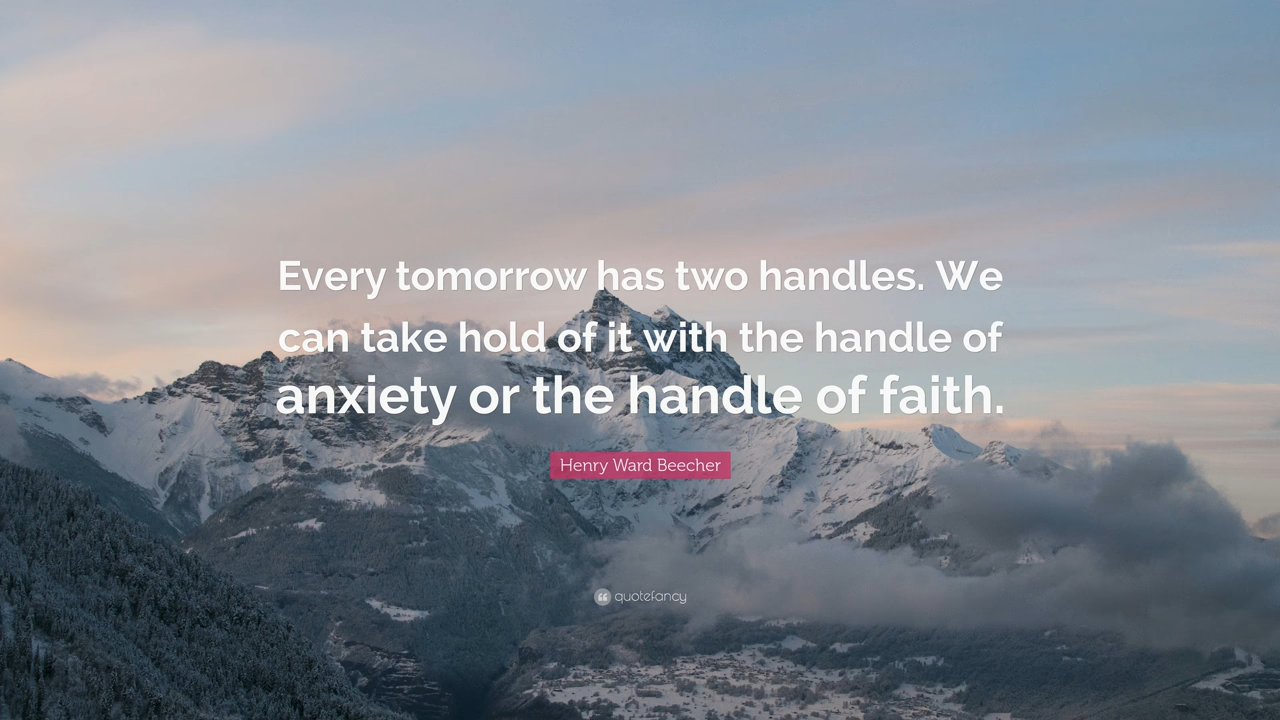 Every tomorrow has two handles. We
can take hold of it with the handle of
anxiety or the handle of faith.
Henry Ward Beecher
quotefancy